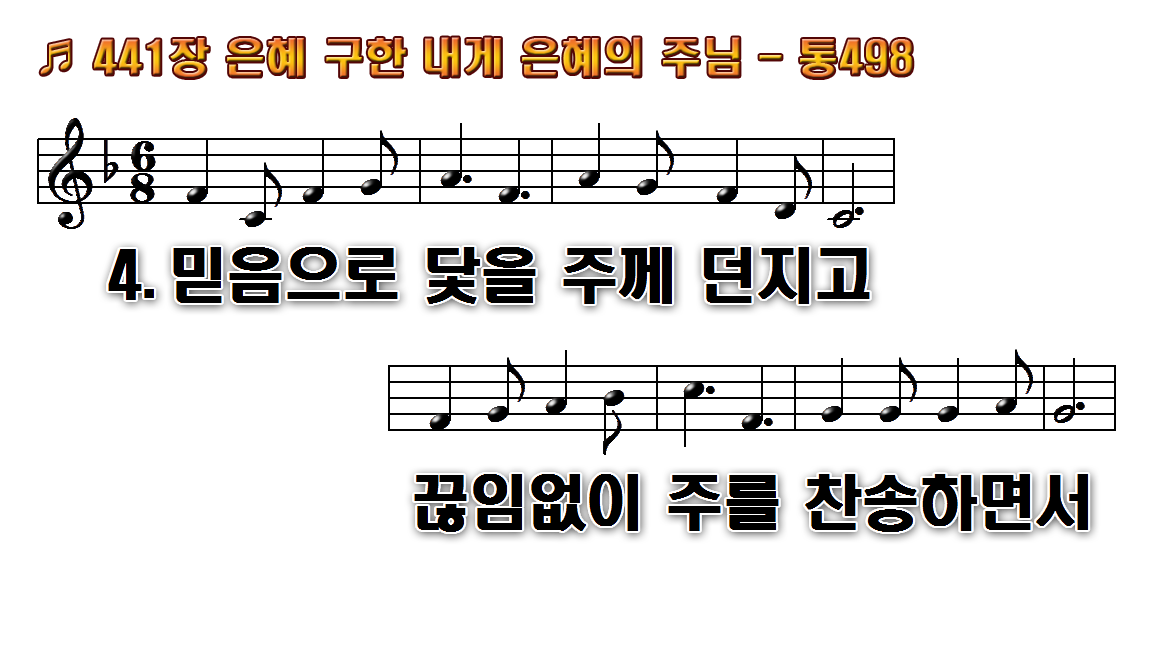 ♬ 441장 은혜 구한 내게 은혜의 주님 - 통498
6
8
4. 믿음으로 닻을 주께 던지고
끊임없이 주를 찬송하면서